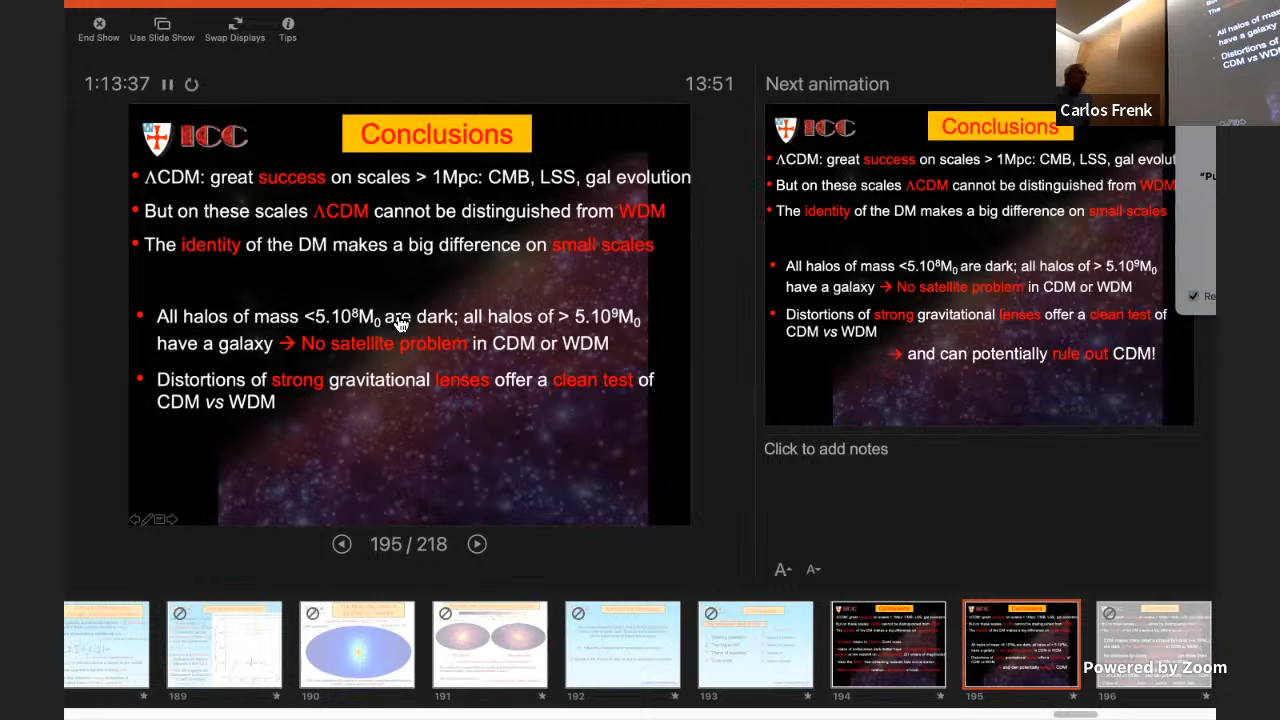 End Show
Use Slide Show
Swap Displays
Tips
1:13:37
13:51
Next animation
Carlos Frenk
ICC
Conclusions
• ΛCDM: great success on scales > 1Mpc: CMB, LSS, gal evolution
• But on these scales ΛCDM cannot be distinguished from WDM
• The identity of the DM makes a big difference on small scales
• All halos of mass <5.10⁸M₀ are dark; all halos of > 5.10⁹M₀
have a galaxy → No satellite problem in CDM or WDM
• Distortions of strong gravitational lenses offer a clean test of
CDM vs WDM
195 / 218
ICC
Conclusions
• ΛCDM: great success on scales > 1Mpc: CMB, LSS, gal evolut
• But on these scales ΛCDM cannot be distinguished from WDM
• The identity of the DM makes a big difference on small scales
• All halos of mass <5.10⁸M₀ are dark; all halos of > 5.10⁹M₀
have a galaxy → No satellite problem in CDM or WDM
• Distortions of strong gravitational lenses offer a clean test of
CDM vs WDM
→ and can potentially rule out CDM!
"Pu
Re
Click to add notes
A
A
Conclusions
Conclusions
189
190
191
192
193
194
195
196
Powered by Zoom